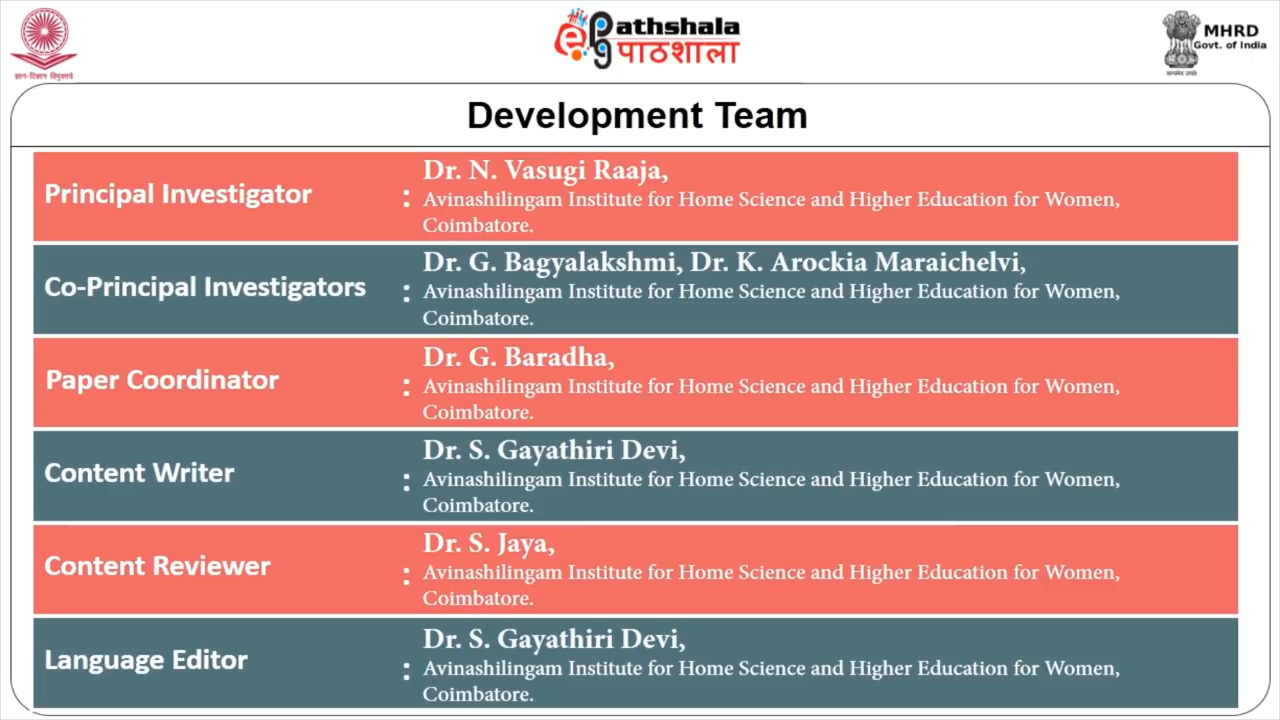 ज्ञान-विज्ञान विमुक्तये
ePG Pathshala
पाठशाला
MHRD
Govt. of India
सत्यमेव जयते
Development Team
Principal Investigator
:
Dr. N. Vasugi Raaja,
Avinashilingam Institute for Home Science and Higher Education for Women,
Coimbatore.
Co-Principal Investigators
:
Dr. G. Bagyalakshmi, Dr. K. Arockia Maraichelvi,
Avinashilingam Institute for Home Science and Higher Education for Women,
Coimbatore.
Paper Coordinator
:
Dr. G. Baradha,
Avinashilingam Institute for Home Science and Higher Education for Women,
Coimbatore.
Content Writer
:
Dr. S. Gayathiri Devi,
Avinashilingam Institute for Home Science and Higher Education for Women,
Coimbatore.
Content Reviewer
:
Dr. S. Jaya,
Avinashilingam Institute for Home Science and Higher Education for Women,
Coimbatore.
Language Editor
:
Dr. S. Gayathiri Devi,
Avinashilingam Institute for Home Science and Higher Education for Women,
Coimbatore.